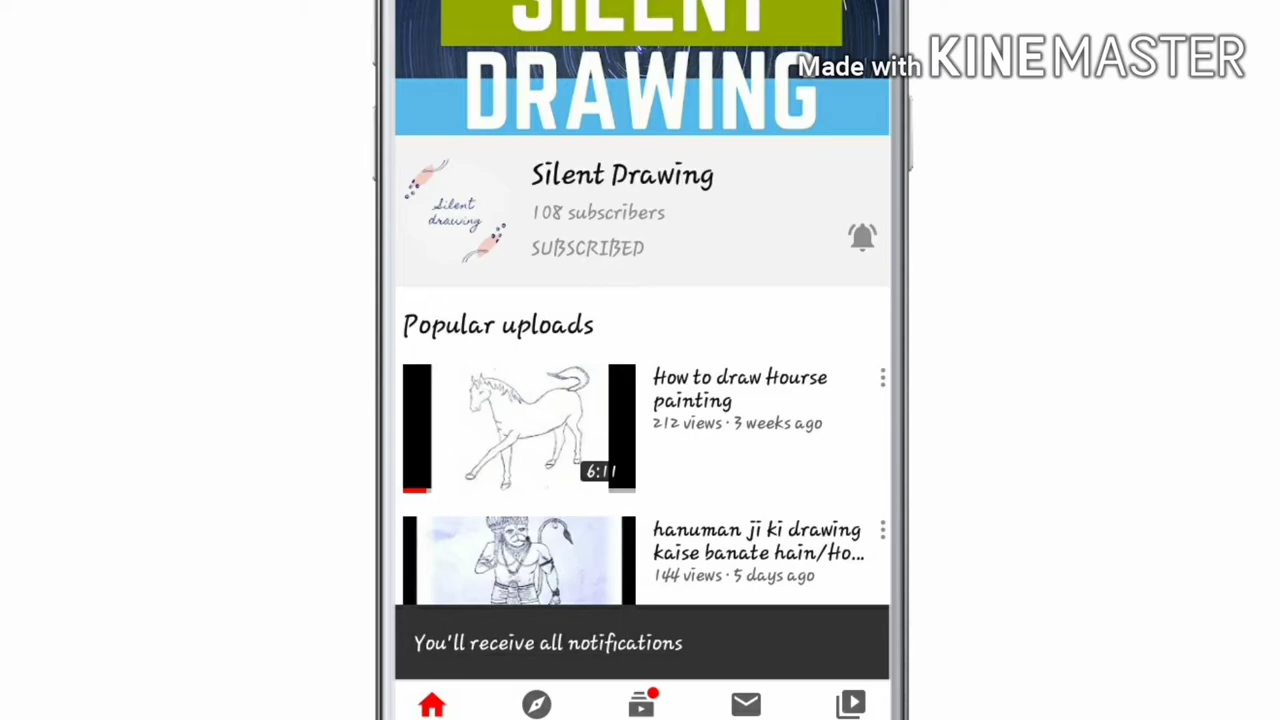 SILENT
Made with KINEMASTER
DRAWING
Silent Drawing
108 subscribers
SUBSCRIBED
Silent
drawing
Popular uploads
How to draw Hourse
painting
212 views · 3 weeks ago
6:11
hanuman ji ki drawing
kaise banate hain/Ho...
144 views · 5 days ago
You'll receive all notifications